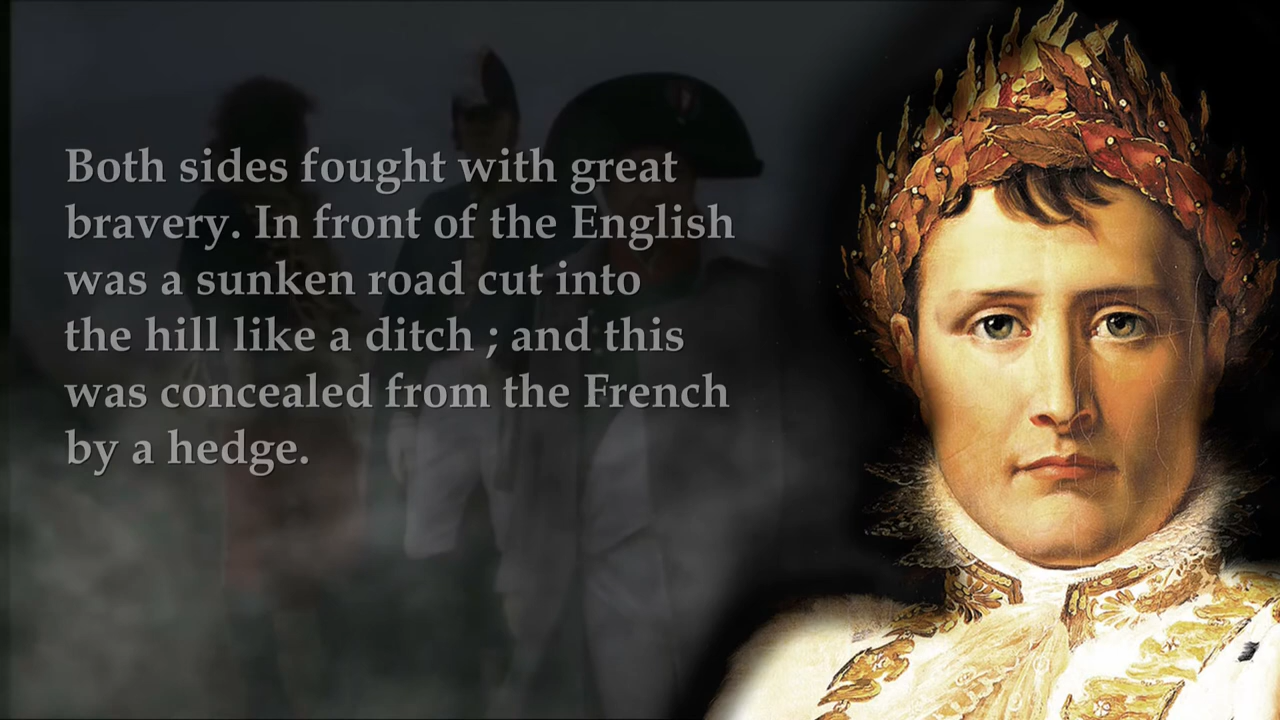 Both sides fought with great
bravery. In front of the English
was a sunken road cut into
the hill like a ditch ; and this
was concealed from the French
by a hedge.